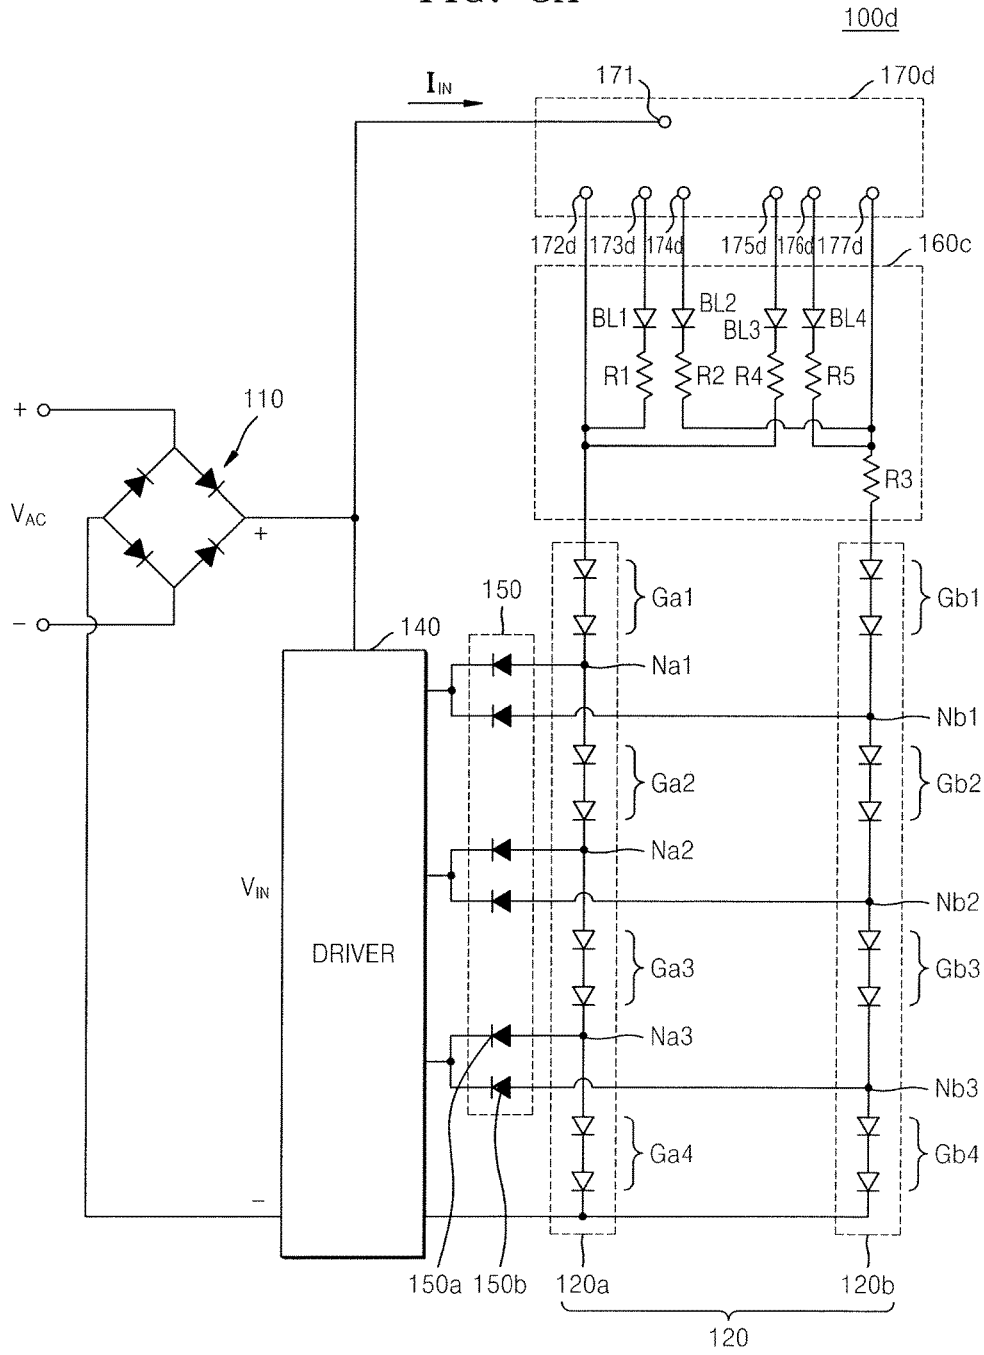 100d
170d
171
I_IN
172d 173d 174d 175d 176d 177d
160c
BL1 BL2 BL3 BL4
R1 R2 R4 R5
R3
+
110
V_AC
+
−
150
140
Ga1 Gb1
Na1
Nb1
Ga2 Gb2
Na2
V_IN
Nb2
DRIVER
Ga3 Gb3
Na3
Nb3
Ga4 Gb4
−
150a 150b 120a 120b
120